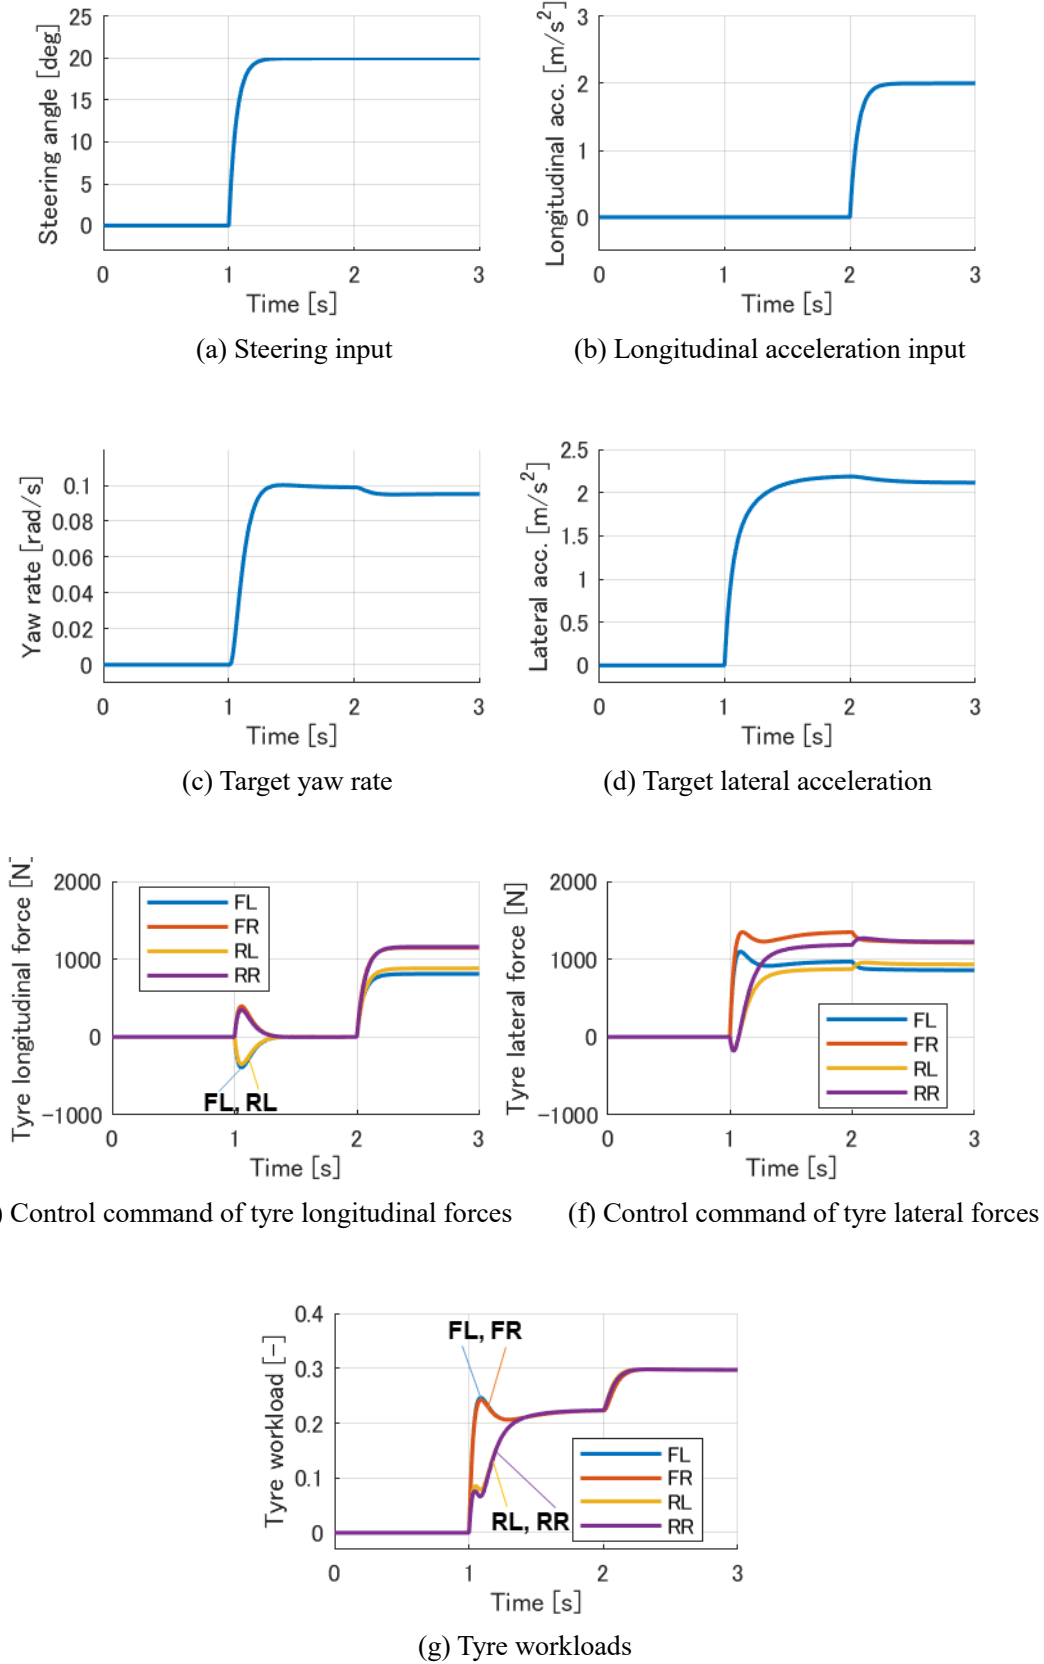 Steering angle [deg]
25
20
15
10
5
0
0 1 2 3
Time [s]
(a) Steering input
Longitudinal acc. [m/s²]
3
2
1
0
0 1 2 3
Time [s]
(b) Longitudinal acceleration input
Yaw rate [rad/s]
0.1
0.08
0.06
0.04
0.02
0
0 1 2 3
Time [s]
(c) Target yaw rate
Lateral acc. [m/s²]
2.5
2
1.5
1
0.5
0
0 1 2 3
Time [s]
(d) Target lateral acceleration
Tyre longitudinal force [N]
2000
1000
0
-1000
FL
FR
RL
RR
FL, RL
0 1 2 3
Time [s]
) Control command of tyre longitudinal forces
Tyre lateral force [N]
2000
1000
0
-1000
FL
FR
RL
RR
0 1 2 3
Time [s]
(f) Control command of tyre lateral forces
Tyre workload [-]
0.4
0.3
0.2
0.1
0
FL, FR
RL, RR
FL
FR
RL
RR
0 1 2 3
Time [s]
(g) Tyre workloads